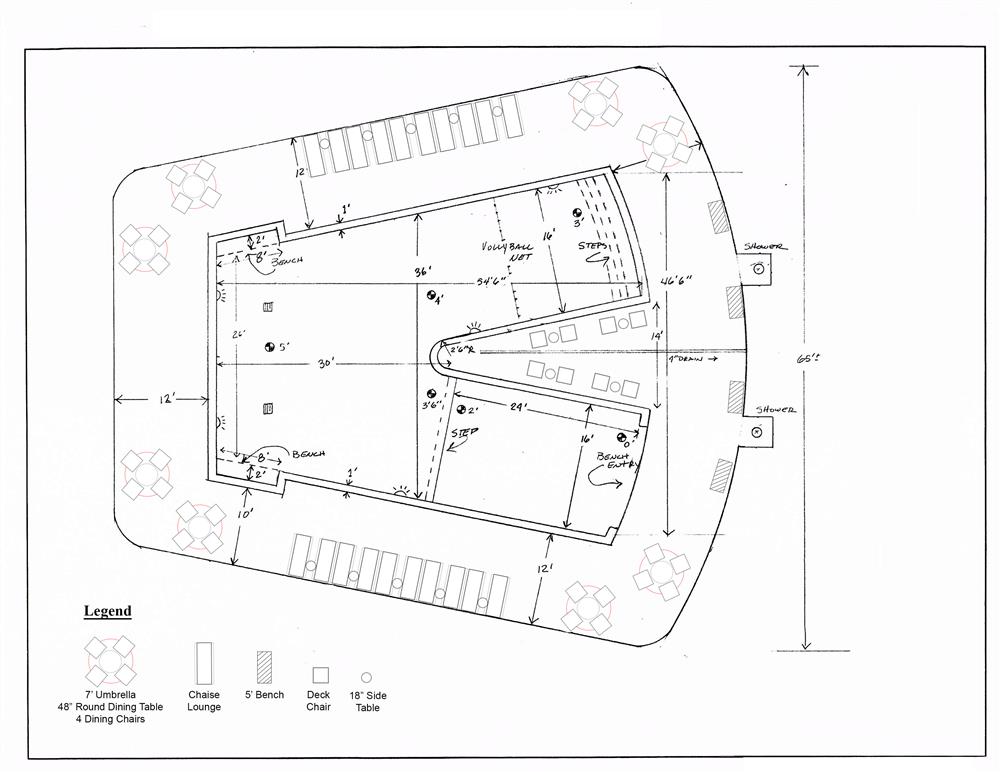 12'
1'
2'
8'
BENCH
36'
VOLLYBALL
NET
16'
3'
STEPS
SHOWER
54'6"
46'6"
4'
26'
5'
30'
2'6"R
14'
4" DRAIN →
65'±
12'
3'6"
2'
24'
STEP
16'
0'
SHOWER
8'
BENCH
BENCH
ENTRY
2'
1'
10'
12'
Legend
7' Umbrella
48" Round Dining Table
4 Dining Chairs
Chaise
Lounge
5' Bench
Deck
Chair
18" Side
Table